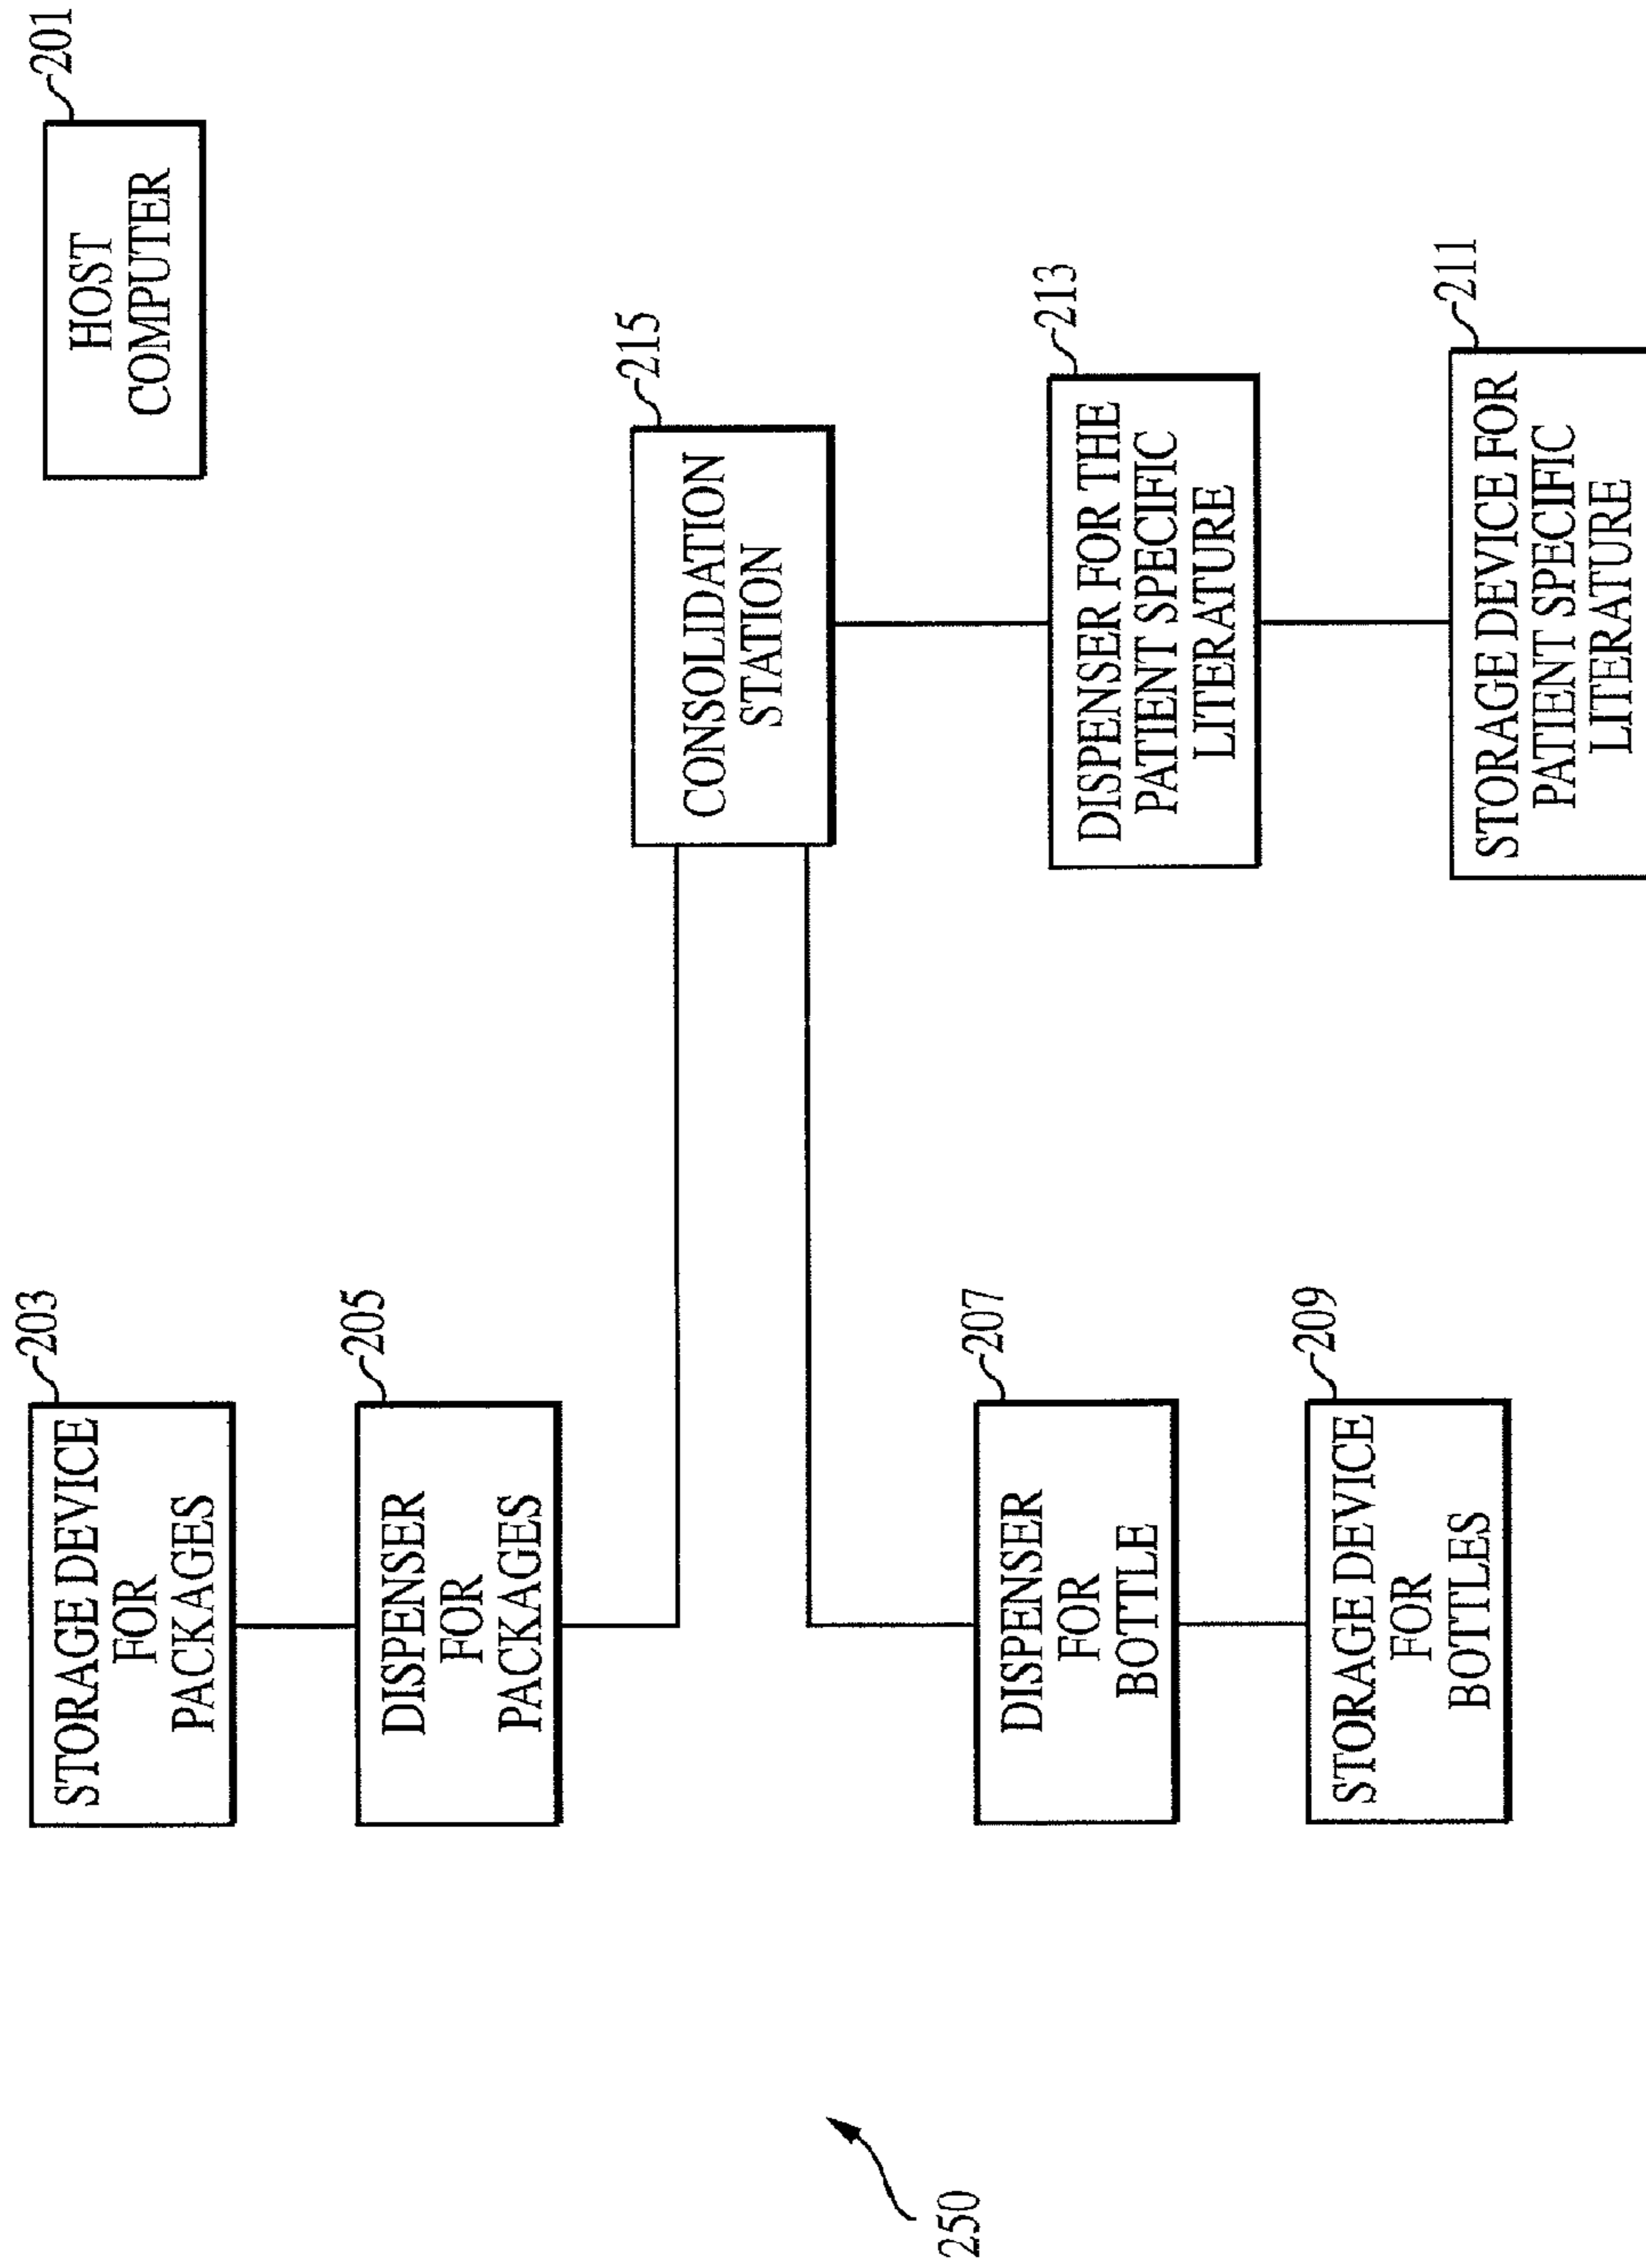 201
HOST
COMPUTER
203
STORAGE DEVICE
FOR
PACKAGES
205
DISPENSER
FOR
PACKAGES
215
CONSOLIDATION
STATION
207
DISPENSER
FOR
BOTTLE
209
STORAGE DEVICE
FOR
BOTTLES
213
DISPENSER FOR THE
PATIENT SPECIFIC
LITERATURE
211
STORAGE DEVICE FOR
PATIENT SPECIFIC
LITERATURE
250